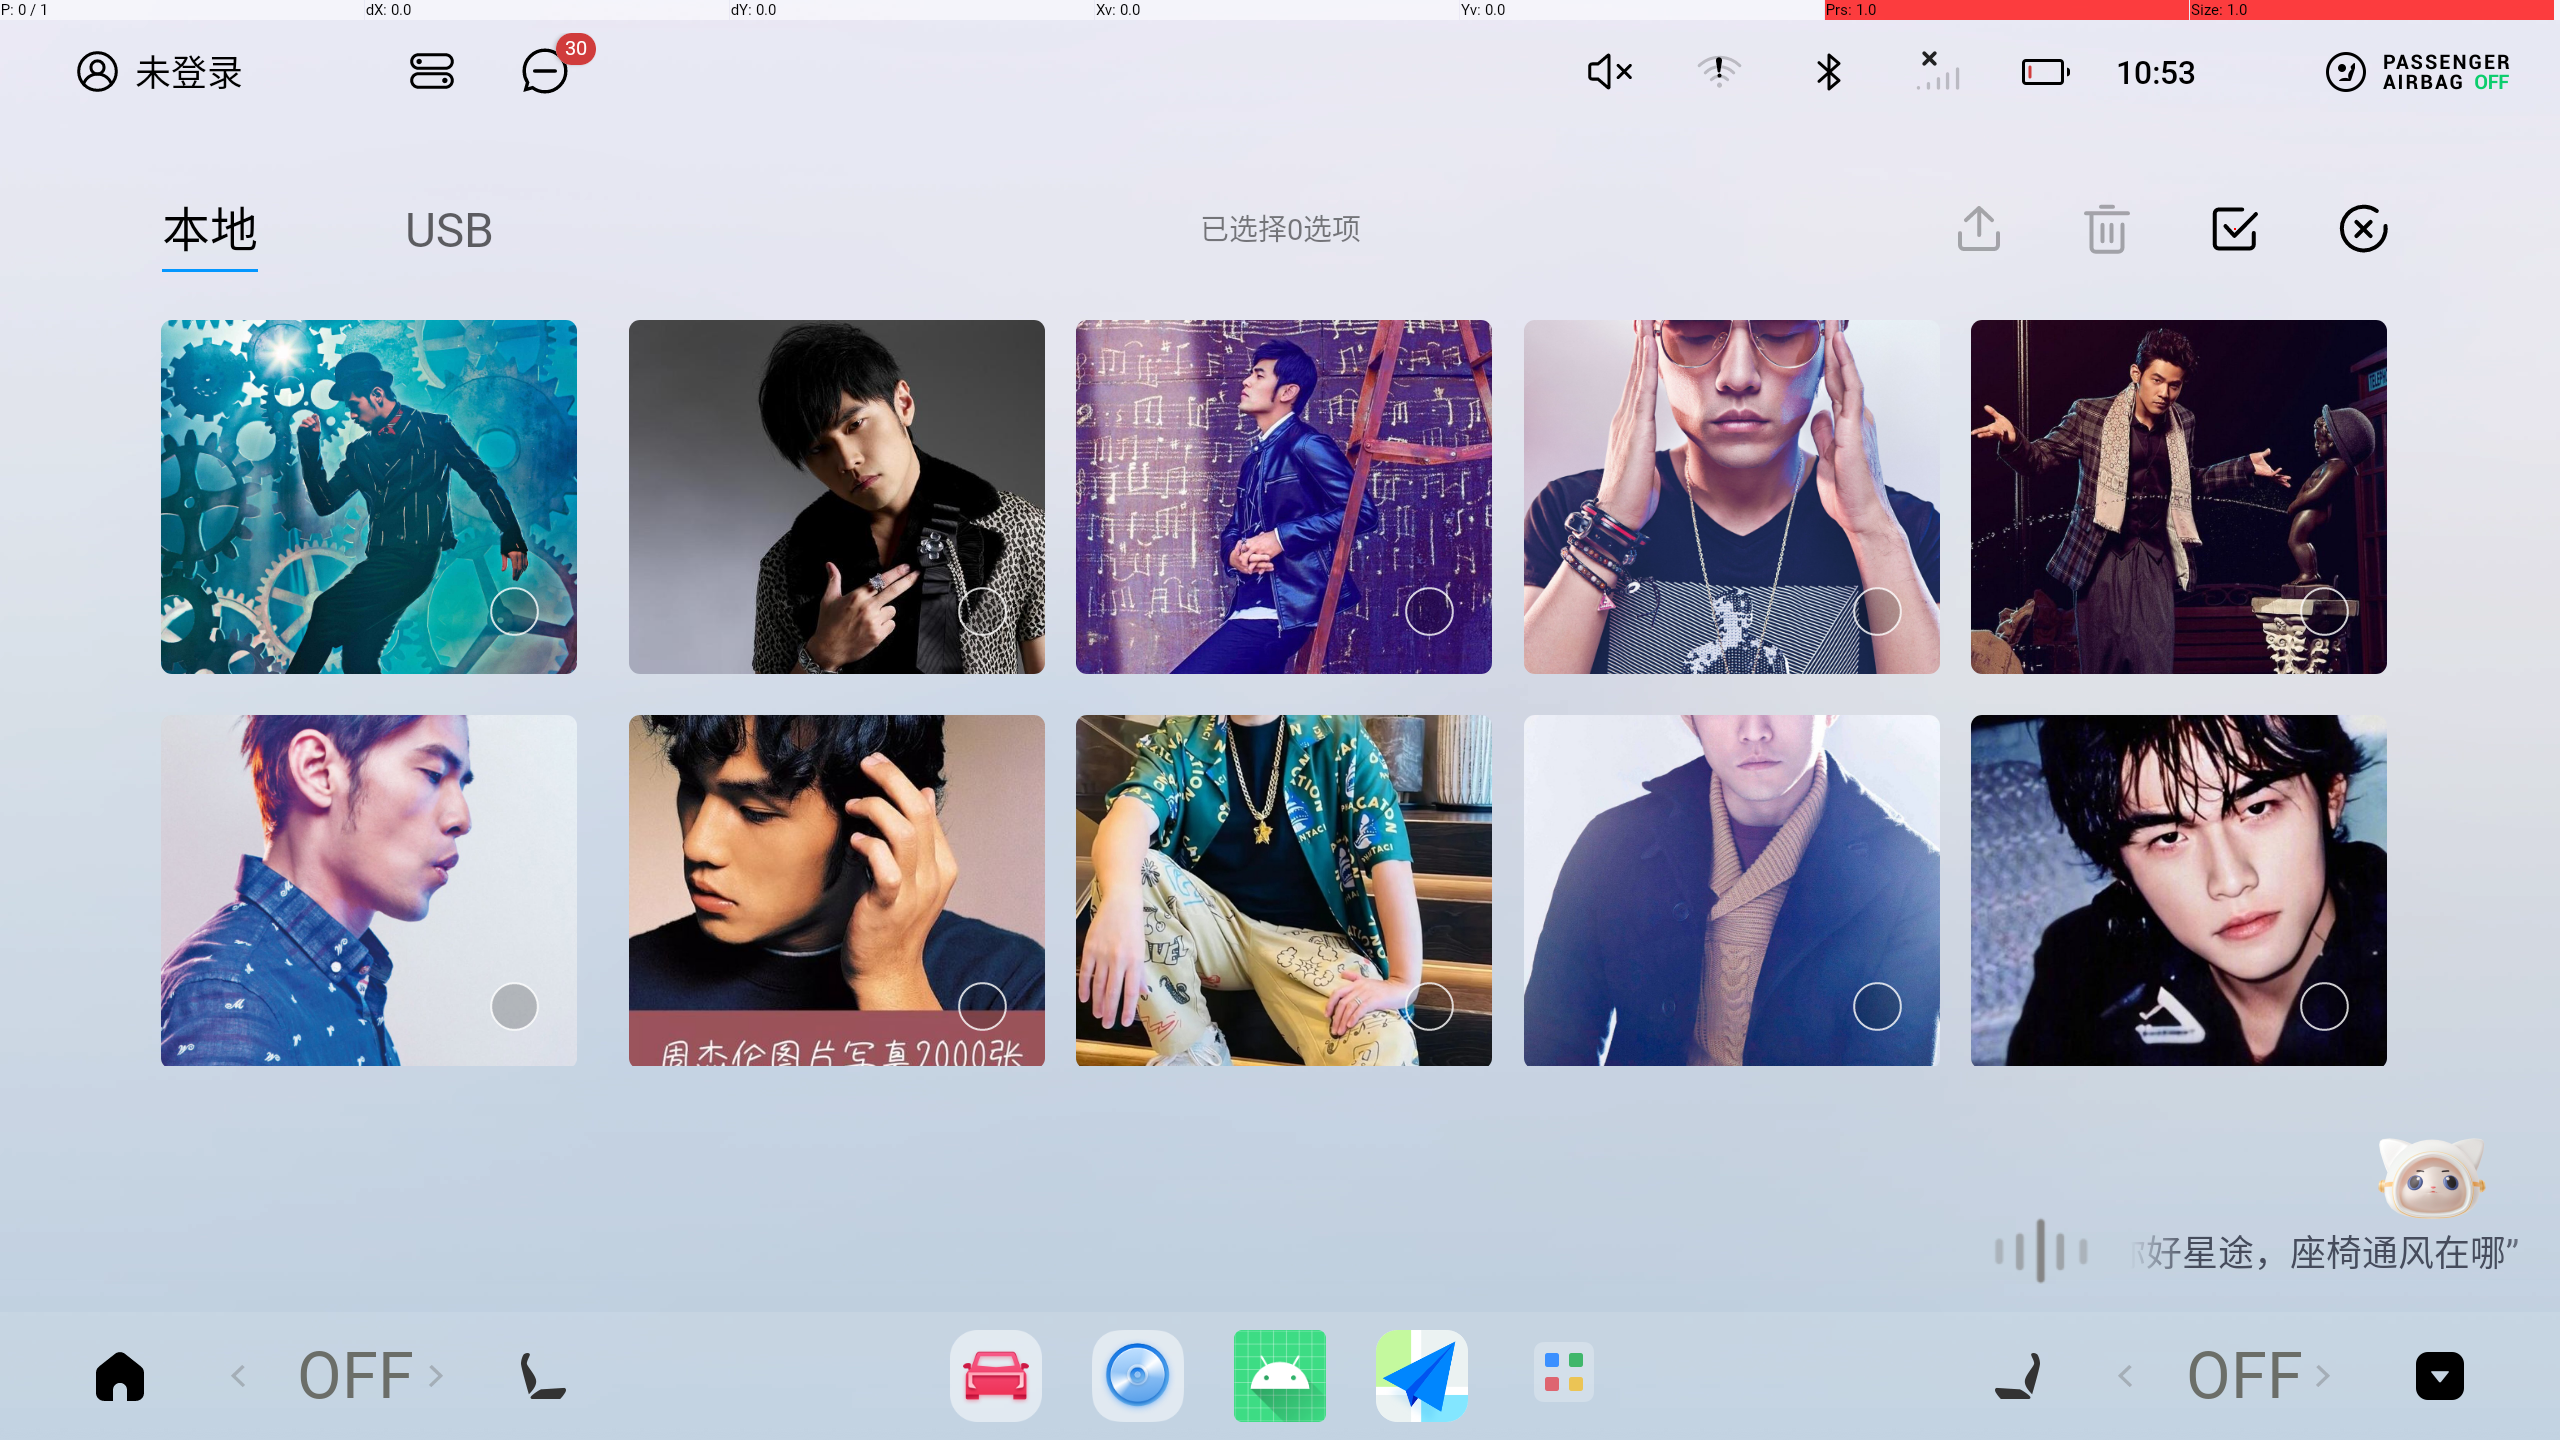 P: 0 / 1 dX: 0.0 dY: 0.0 Xv: 0.0 Yv: 0.0 Prs: 1.0 Size: 1.0
未登录 30 10:53 PASSENGER
AIRBAG OFF
本地 USB 已选择0选项
周杰伦图片写真2000张
好星途，座椅通风在哪”
OFF OFF